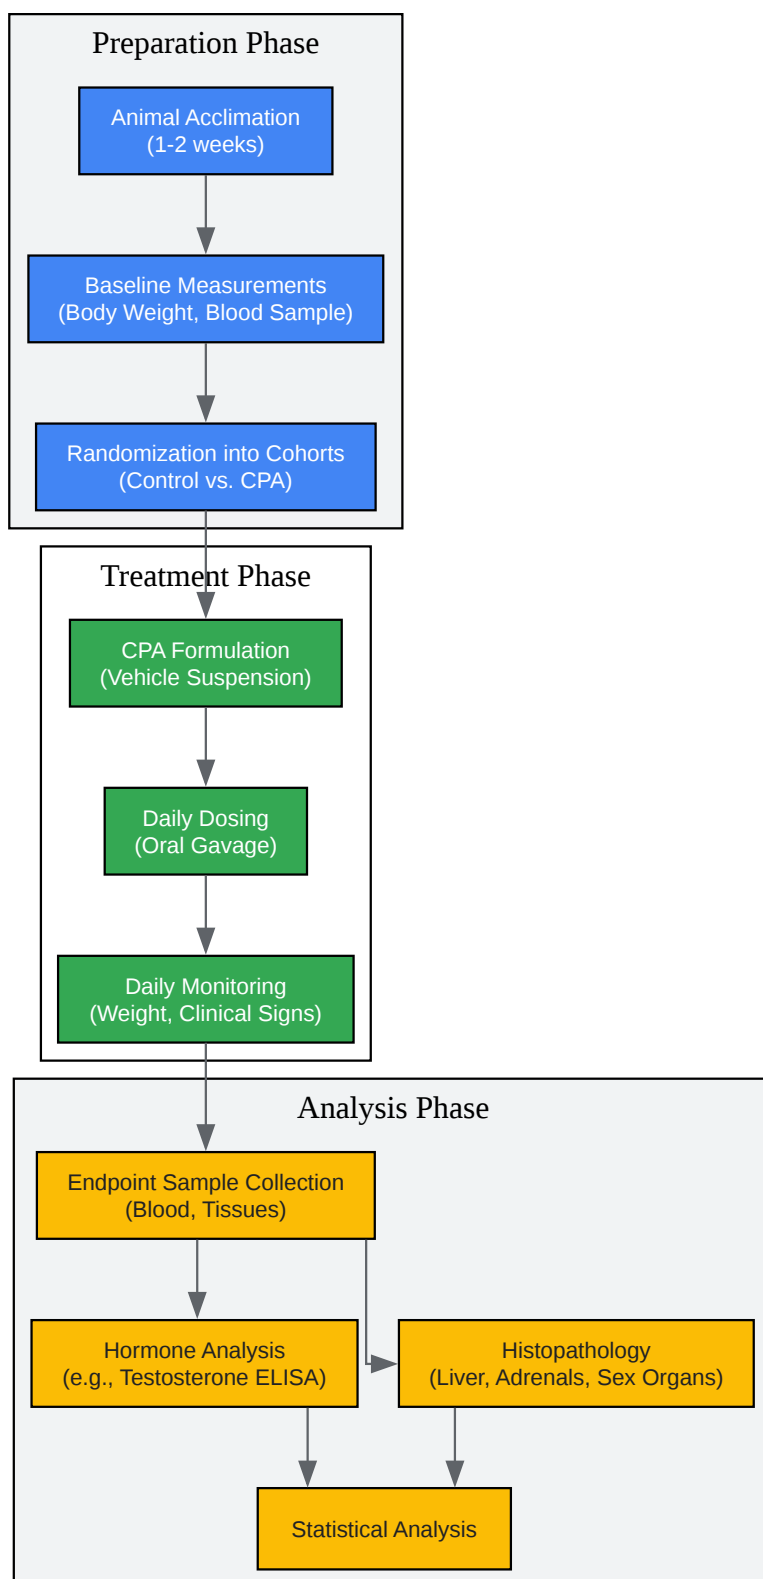 Preparation Phase
Animal Acclimation
(1-2 weeks)
Baseline Measurements
(Body Weight, Blood Sample)
Randomization into Cohorts
(Control vs. CPA)
Treatment Phase
CPA Formulation
(Vehicle Suspension)
Daily Dosing
(Oral Gavage)
Daily Monitoring
(Weight, Clinical Signs)
Analysis Phase
Endpoint Sample Collection
(Blood, Tissues)
Hormone Analysis
(e.g., Testosterone ELISA)
Histopathology
(Liver, Adrenals, Sex Organs)
Statistical Analysis